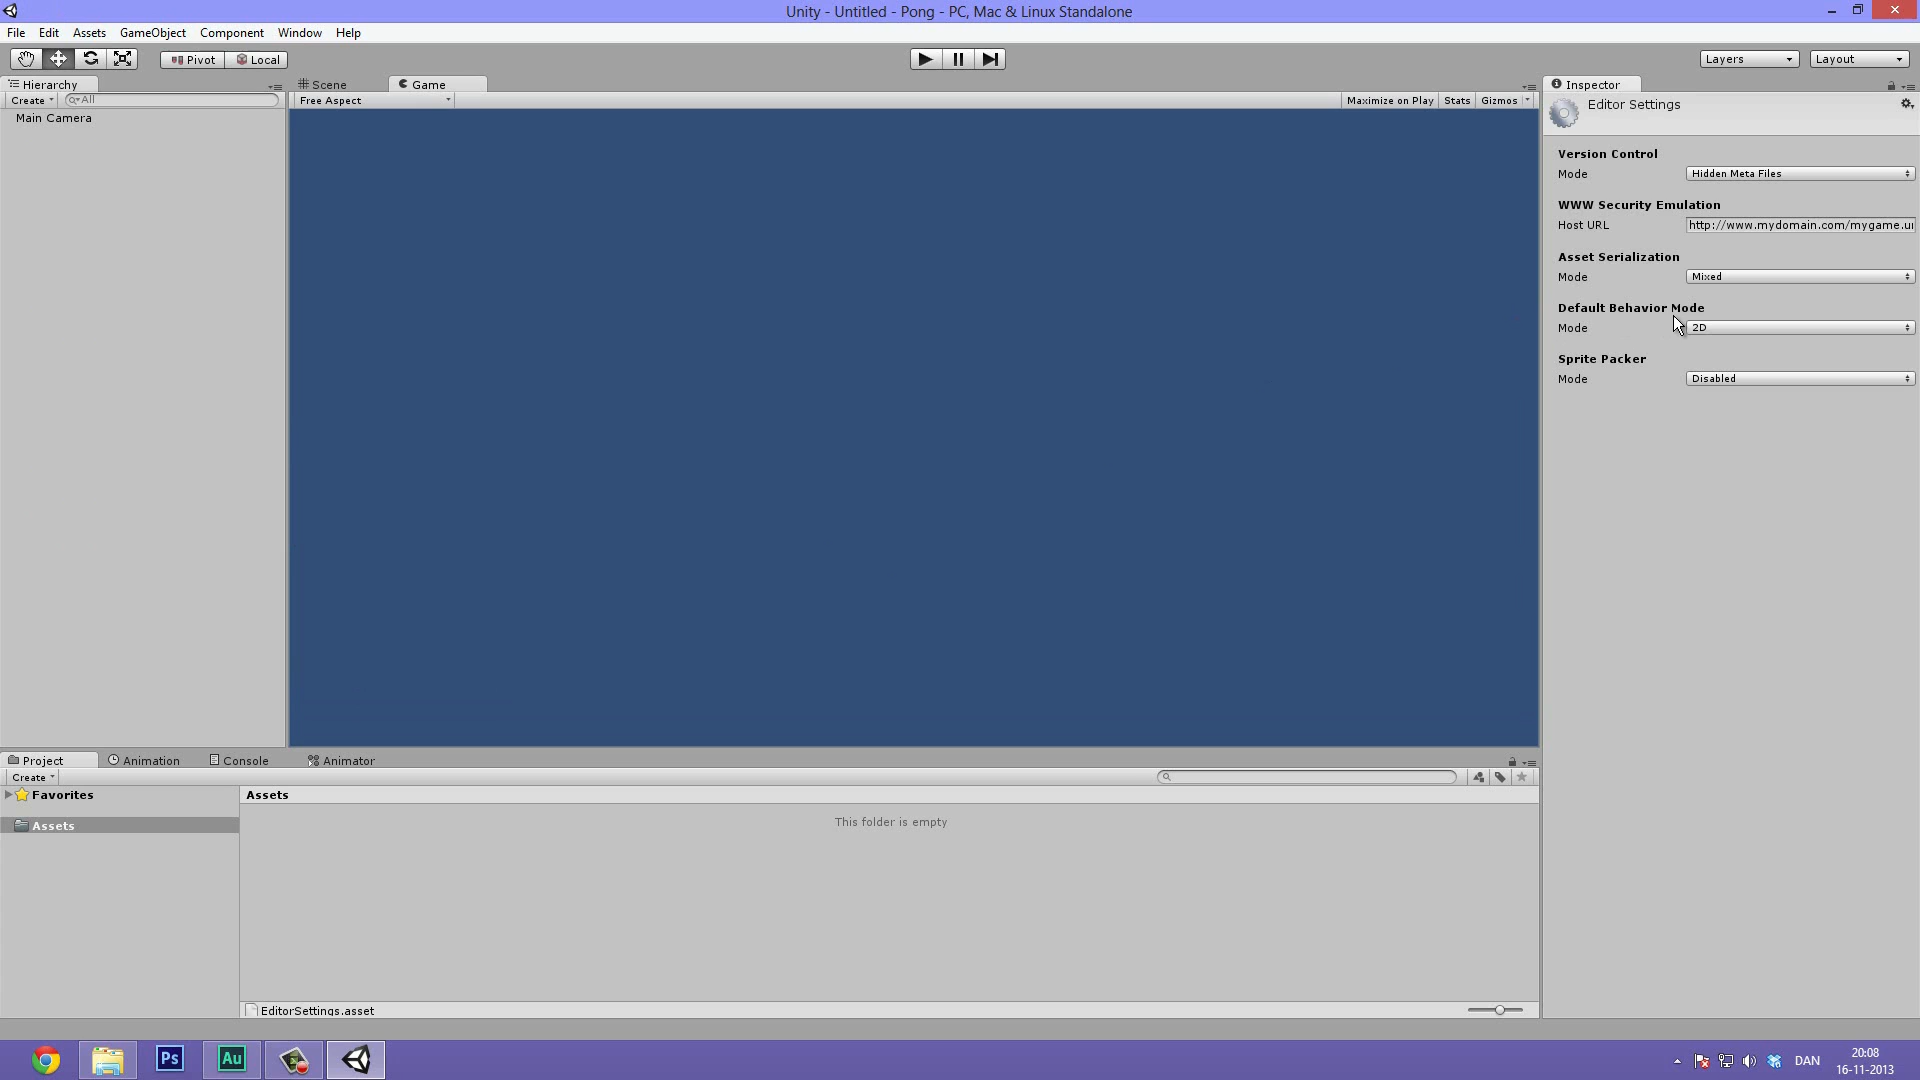 Unity - Untitled - Pong - PC, Mac & Linux Standalone
File Edit Assets GameObject Component Window Help
Pivot Local Layers Layout
Hierarchy
Create All
Main Camera
Scene Game
Free Aspect Maximize on Play Stats Gizmos
Inspector
Editor Settings
Version Control
Mode Hidden Meta Files
WWW Security Emulation
Host URL http://www.mydomain.com/mygame.u
Asset Serialization
Mode Mixed
Default Behavior Mode
Mode 2D
Sprite Packer
Mode Disabled
Project Animation Console Animator
Create
Favorites
Assets
Assets
This folder is empty
EditorSettings.asset
Ps Au
DAN
20:08
16-11-2013